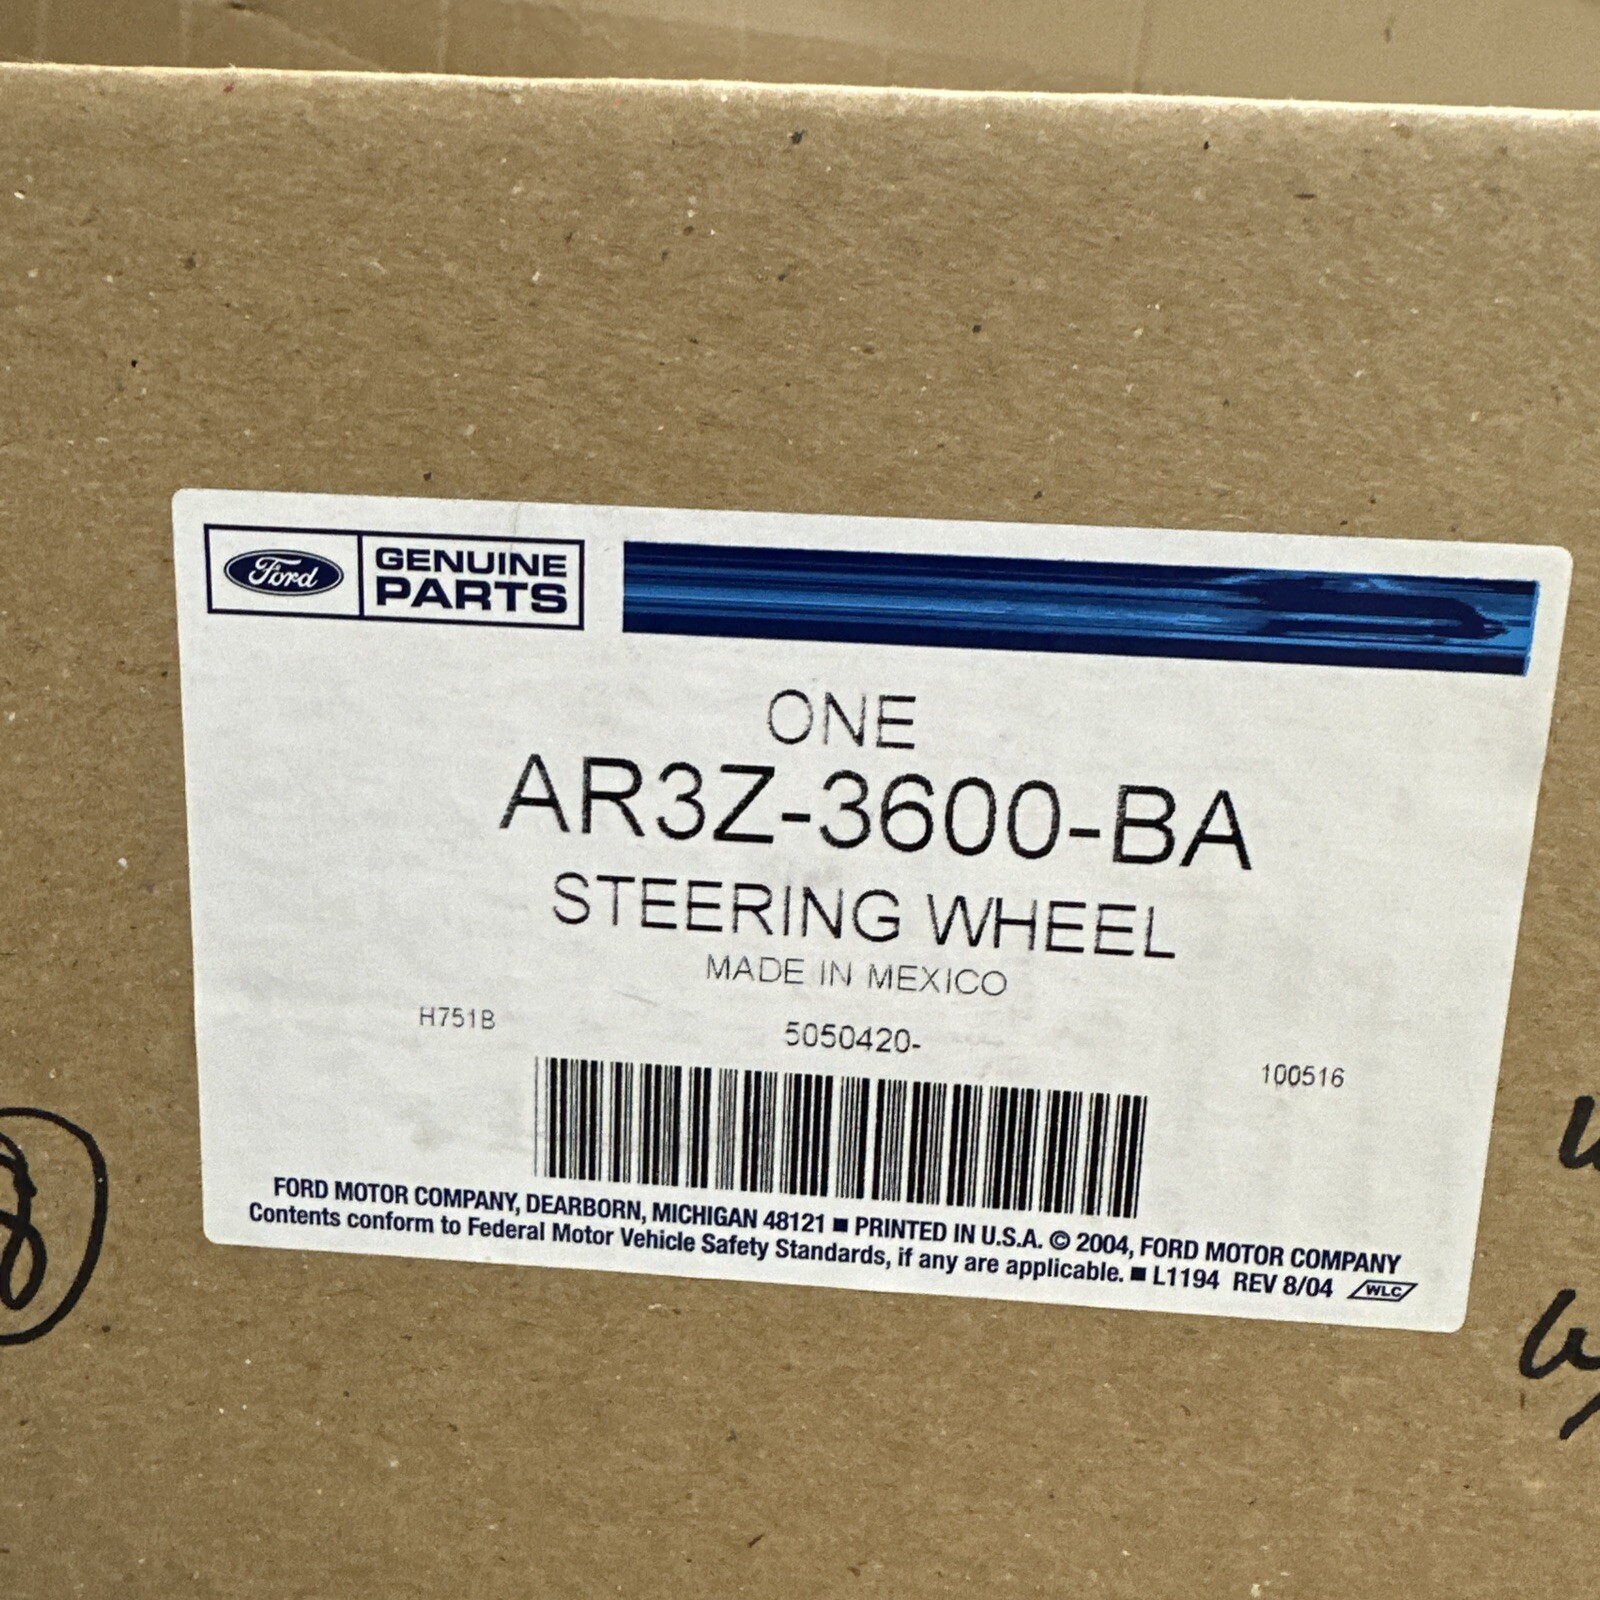 Ford
GENUINE
PARTS
ONE
AR3Z-3600-BA
STEERING WHEEL
MADE IN MEXICO
H751B
5050420-
100516
FORD MOTOR COMPANY, DEARBORN, MICHIGAN 48121 ■ PRINTED IN U.S.A. © 2004, FORD MOTOR COMPANY
Contents conform to Federal Motor Vehicle Safety Standards, if any are applicable. ■ L1194 REV 8/04 WLC